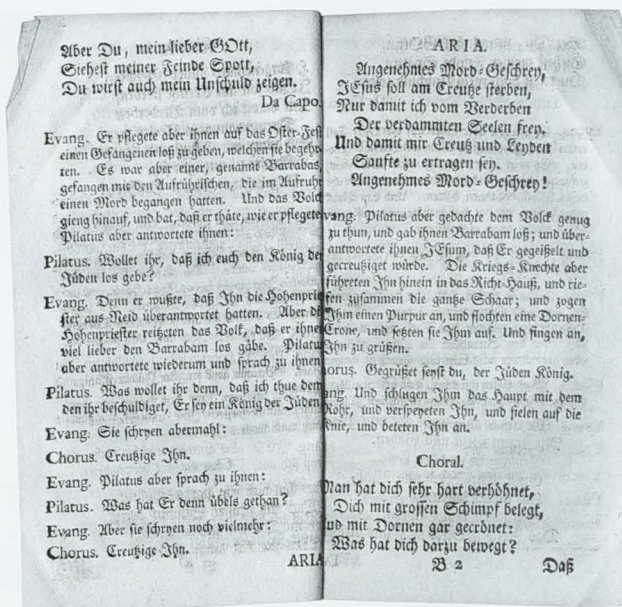 Aber Du, mein lieber GOtt,
Siehest meiner Feinde Spott,
Du wirst auch mein Unschuld zeigen.
Da Capo.
Evang. Er pflegete aber ihnen auf das Oster-Fest
einen Gefangenen loß zu geben, welchen sie begehr-
ten. Es war aber einer, genannt Barrabas,
gefangen mit den Aufrührischen, die im Aufruhr
einen Mord begangen hatten. Und das Volck
gieng hinauf, und bat, daß er thäte, wie er pflegete
Pilatus aber antwortete ihnen:
Pilatus. Wollet ihr, daß ich euch den König der
Jüden los gebe?
Evang. Denn er wußte, daß Ihn die Hohenprie
ster aus Neid überantwortet hatten. Aber die
Hohenpriester reitzten das Volk, daß er ihnen
viel lieber den Barrabam los gäbe. Pilatus
aber antwortete wiederum und sprach zu ihnen
Pilatus. Was wollet ihr denn, daß ich thue dem
den ihr beschuldiget, Er sey ein König der Jüden
Evang. Sie schryen abermahl:
Chorus. Creutzige Ihn.
Evang. Pilatus aber sprach zu ihnen:
Pilatus. Was hat Er denn übels gethan?
Evang. Aber sie schryen noch vielmehr:
Chorus. Creutzige Ihn.
ARIA
ARIA.
Angenehmes Mord-Geschrey,
JEsus soll am Creutze sterben,
Nur damit ich vom Verderben
Der verdammten Seelen frey.
Und damit mir Creutz und Leyden
Sanfte zu ertragen sey.
Angenehmes Mord-Geschrey!
vang. Pilatus aber gedachte dem Volck genug
zu thun, und gab ihnen Barrabam loß; und über-
antwortete ihnen JEsum, daß Er gegeißelt und
gecreutziget würde. Die Kriegs-Knechte aber
führeten Ihn hinein in das Richt-Hauß, und rie-
fen zusammen die gantze Schaar; und zogen
Ihm einen Purpur an, und flochten eine Dornen-
Crone, und setzten sie Ihm auf. Und fingen an,
Ihn zu grüßen.
horus. Gegrüßet seyst du, der Jüden König.
ang. Und schlugen Ihm das Haupt mit dem
Rohr, und verspeyeten Ihn, und fielen auf die
Knie, und beteten Ihn an.
Choral.
Man hat dich sehr hart verhöhnet,
Dich mit grossen Schimpf belegt,
nd mit Dornen gar gecrönet:
Was hat dich darzu bewegt?
B 2 Daß